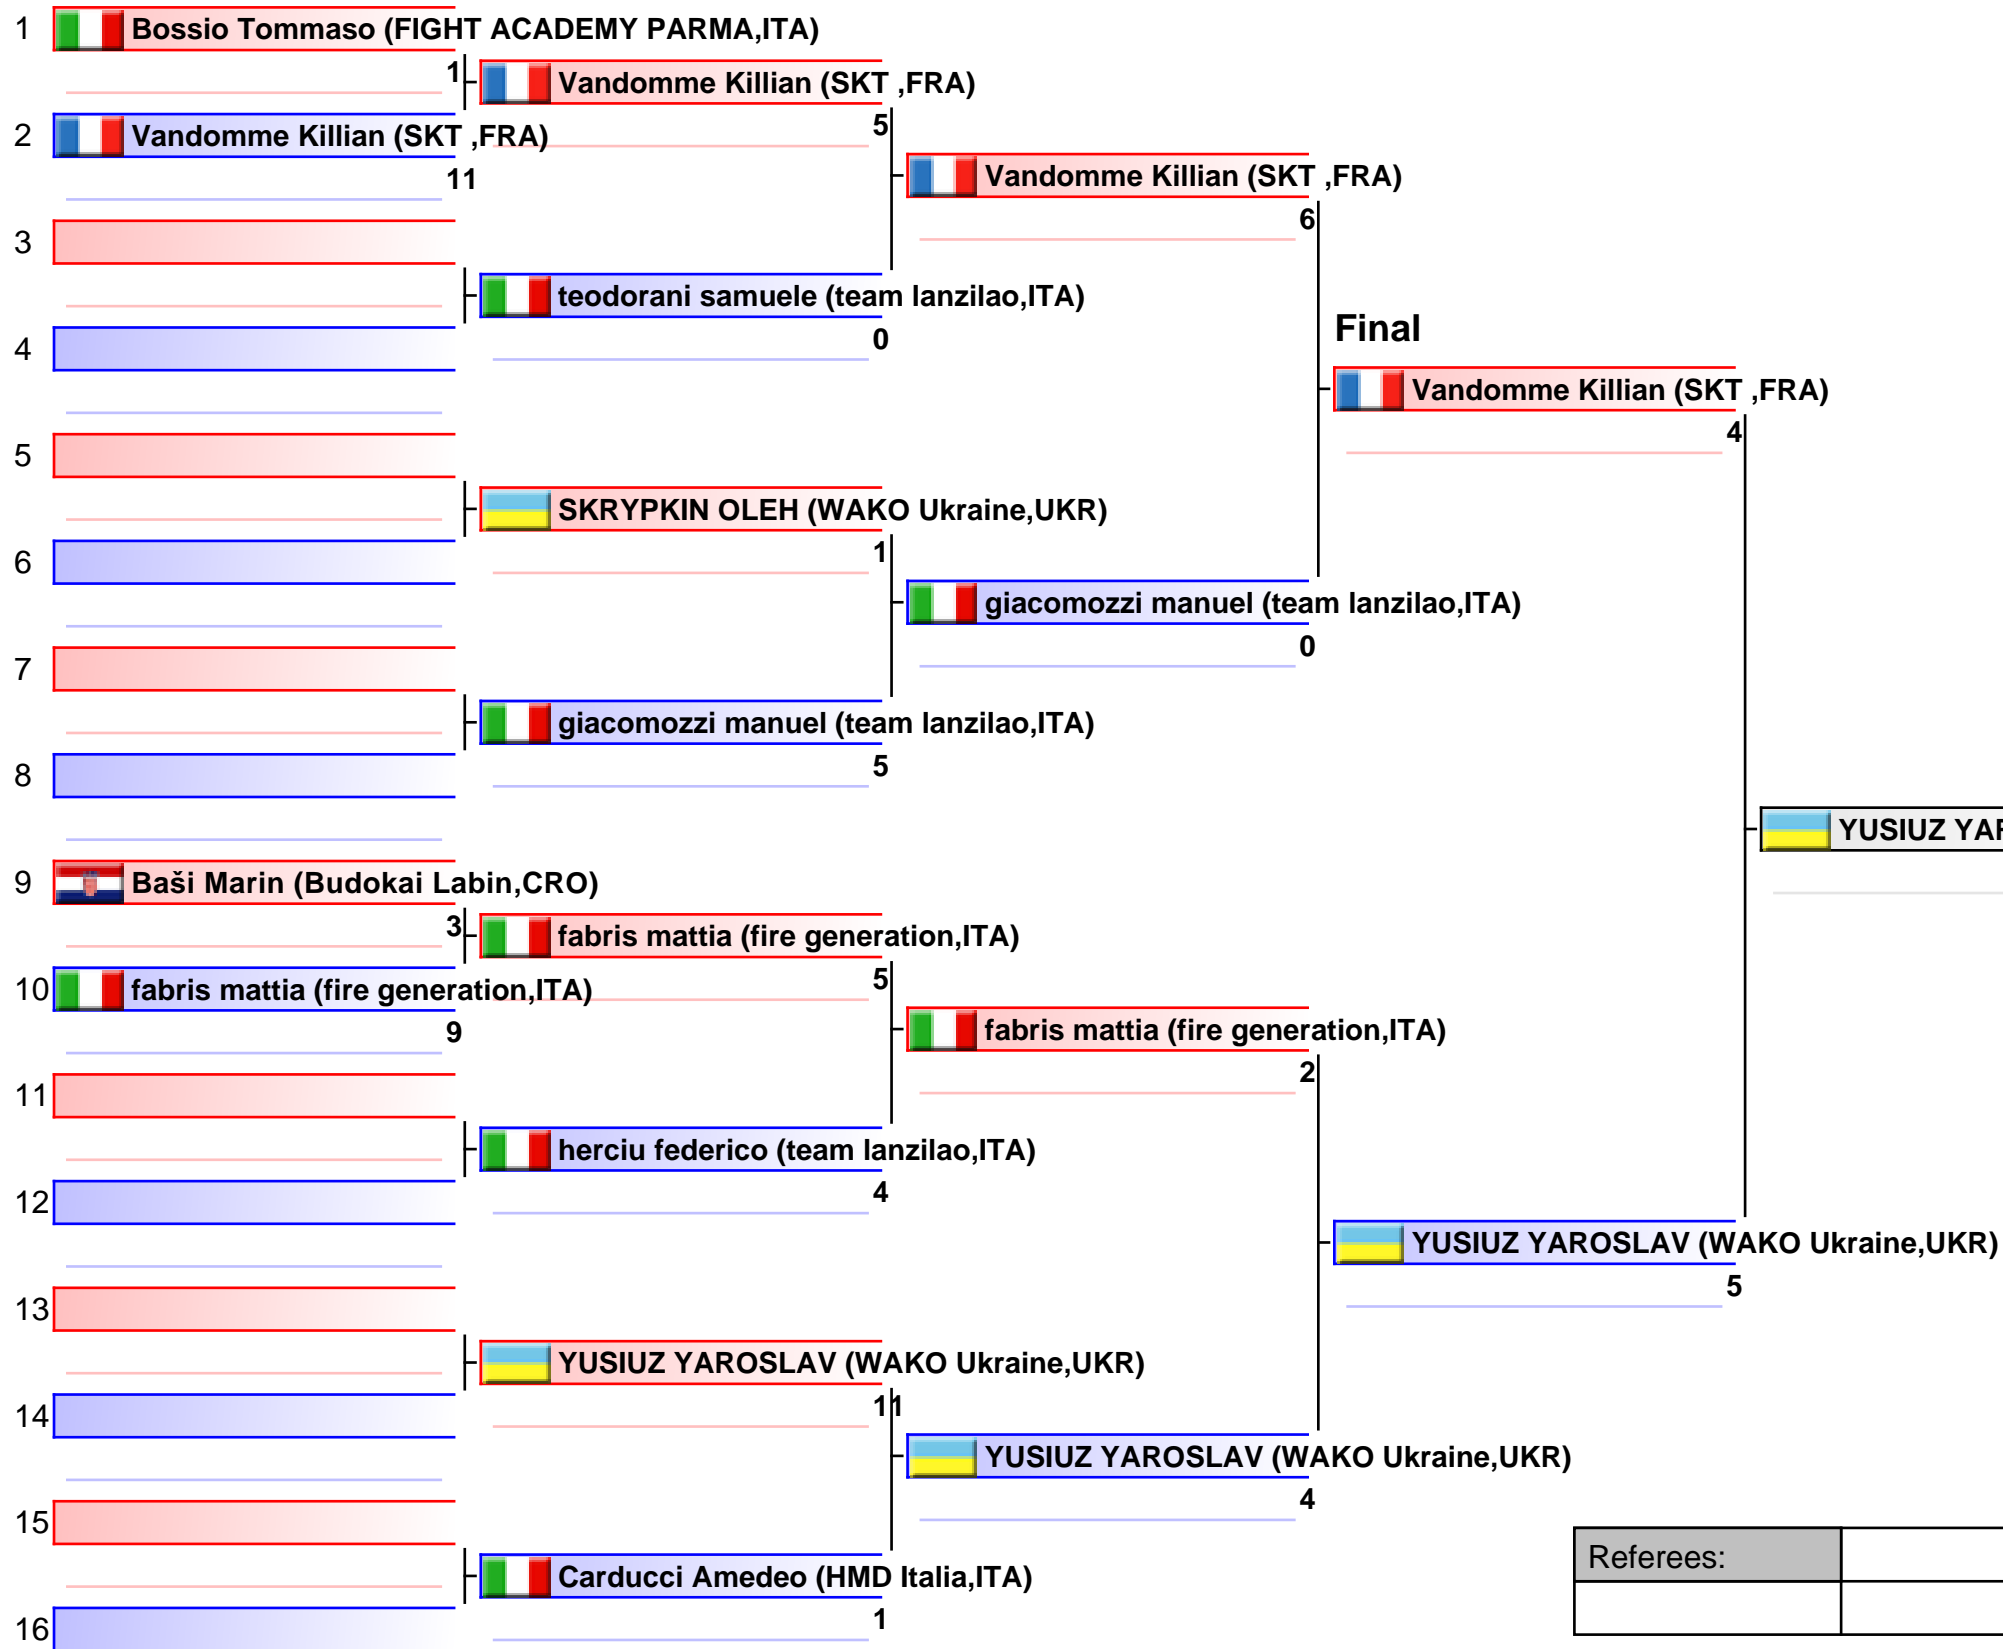 1 Bossio Tommaso (FIGHT ACADEMY PARMA,ITA)
1
Vandomme Killian (SKT ,FRA)
5
2 Vandomme Killian (SKT ,FRA)
11
Vandomme Killian (SKT ,FRA)
6
3
teodorani samuele (team lanzilao,ITA)
0
4
Final
Vandomme Killian (SKT ,FRA)
4
5
SKRYPKIN OLEH (WAKO Ukraine,UKR)
1
6
giacomozzi manuel (team lanzilao,ITA)
0
7
giacomozzi manuel (team lanzilao,ITA)
5
8
YUSIUZ
9 Baši Marin (Budokai Labin,CRO)
3
fabris mattia (fire generation,ITA)
5
10 fabris mattia (fire generation,ITA)
9
fabris mattia (fire generation,ITA)
2
11
herciu federico (team lanzilao,ITA)
4
12
YUSIUZ YAROSLAV (WAKO Ukraine,UKR)
5
13
YUSIUZ YAROSLAV (WAKO Ukraine,UKR)
11
14
YUSIUZ YAROSLAV (WAKO Ukraine,UKR)
4
15
Carducci Amedeo (HMD Italia,ITA)
1
16
Referees: